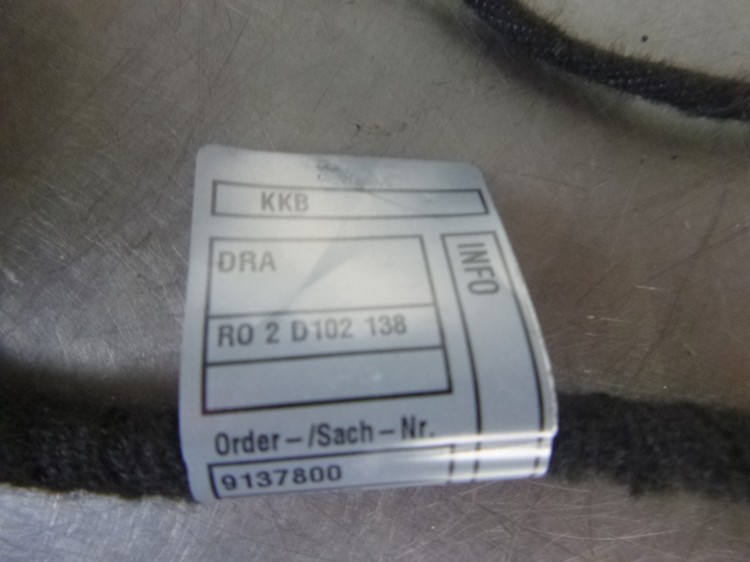 KKB
DRA
INFO
RO 2 D102 138
Order-/Sach-Nr.
9137800